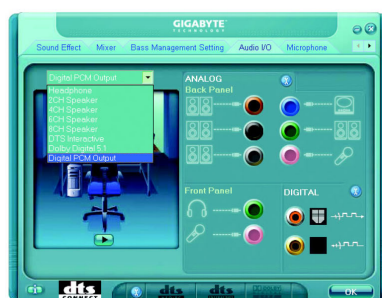 GIGABYTE
TECHNOLOGY
Sound Effect Mixer Bass Management Setting Audio I/O Microphone
Digital PCM Output
Headphone
2CH Speaker
4CH Speaker
6CH Speaker
8CH Speaker
DTS Interactive
Dolby Digital 5.1
Digital PCM Output
ANALOG
Back Panel
Front Panel
DIGITAL
dts
CONNECT
dts
dts
OK